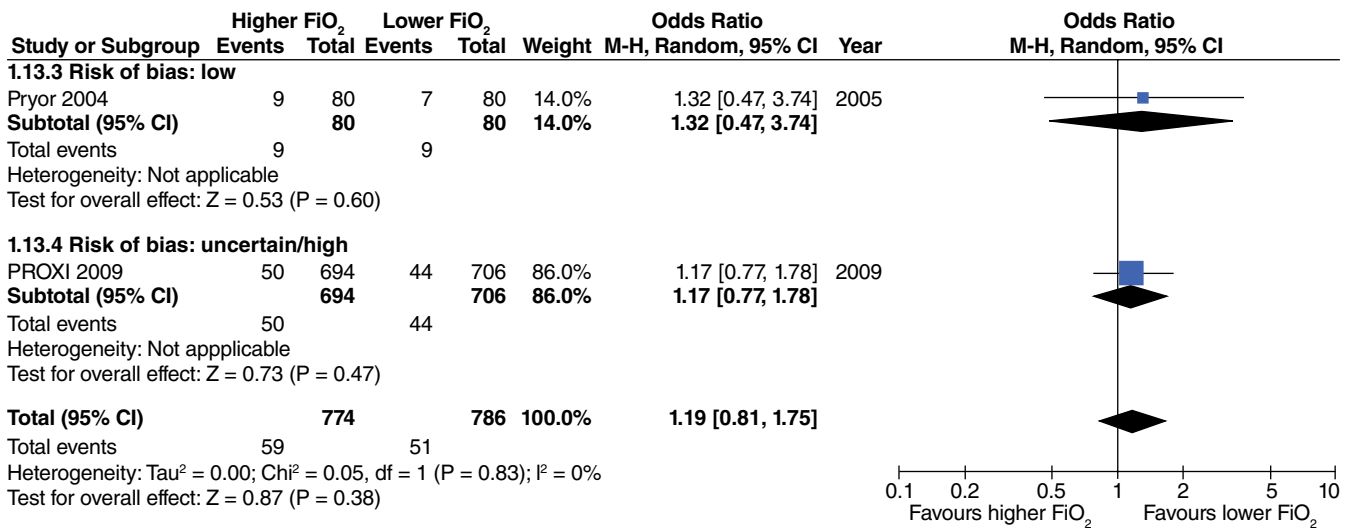 Higher FiO2 Lower FiO2 Odds Ratio Odds Ratio
Study or Subgroup Events Total Events Total Weight M-H, Random, 95% CI Year M-H, Random, 95% CI
1.13.3 Risk of bias: low
Pryor 2004 9 80 7 80 14.0% 1.32 [0.47, 3.74] 2005
Subtotal (95% CI) 80 80 14.0% 1.32 [0.47, 3.74]
Total events 9 9
Heterogeneity: Not applicable
Test for overall effect: Z = 0.53 (P = 0.60)
1.13.4 Risk of bias: uncertain/high
PROXI 2009 50 694 44 706 86.0% 1.17 [0.77, 1.78] 2009
Subtotal (95% CI) 694 706 86.0% 1.17 [0.77, 1.78]
Total events 50 44
Heterogeneity: Not appplicable
Test for overall effect: Z = 0.73 (P = 0.47)
Total (95% CI) 774 786 100.0% 1.19 [0.81, 1.75]
Total events 59 51
Heterogeneity: Tau² = 0.00; Chi² = 0.05, df = 1 (P = 0.83); I² = 0%
Test for overall effect: Z = 0.87 (P = 0.38)
0.1 0.2 0.5 1 2 5 10
Favours higher FiO2 Favours lower FiO2